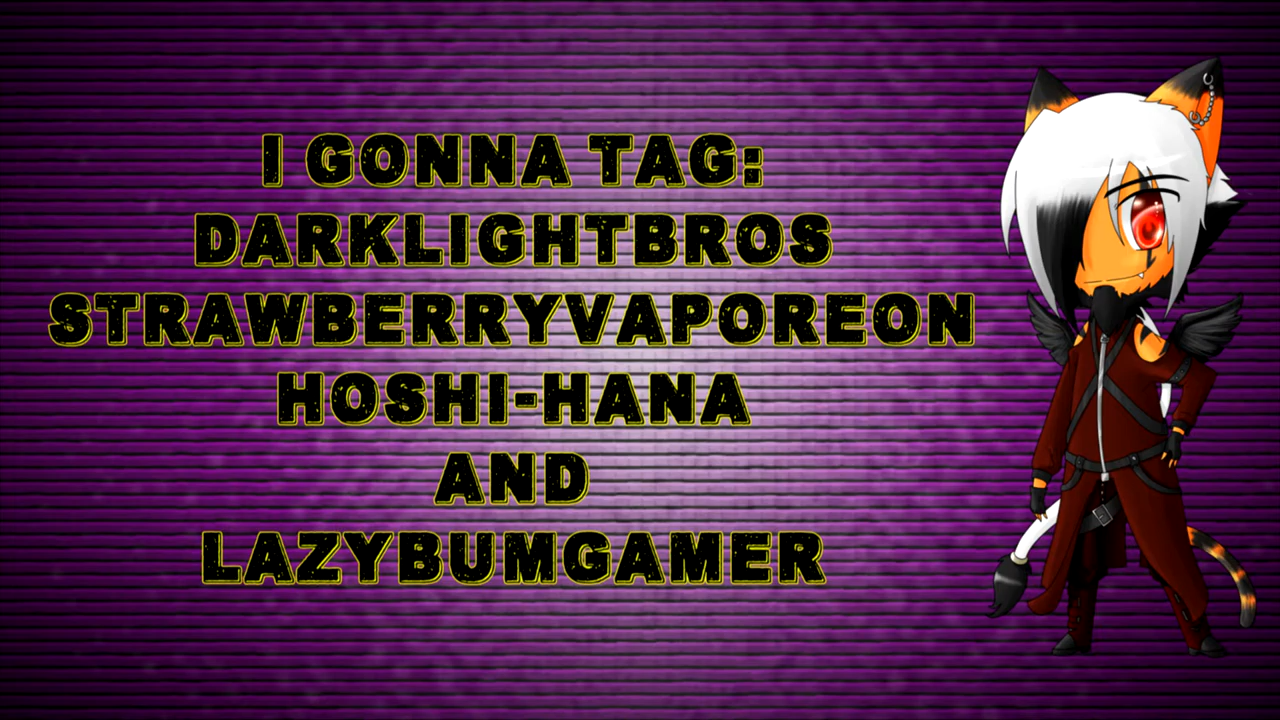 I GONNA TAG:
DARKLIGHTBROS
STRAWBERRYVAPOREON
HOSHI-HANA
AND
LAZYBUMGAMER